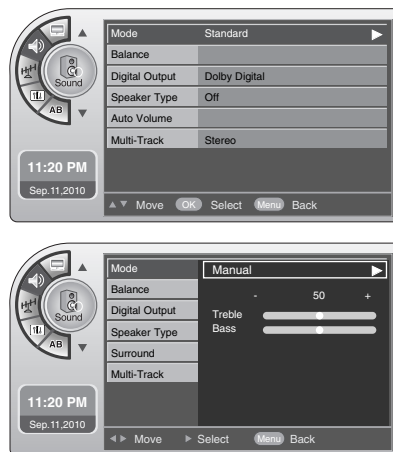 Mode Standard
Balance
Digital Output Dolby Digital
Speaker Type Off
Auto Volume
Multi-Track Stereo
Sound
AB
11:20 PM
Sep.11,2010
Move OK Select Menu Back
Mode Manual
Balance
- 50 +
Digital Output
Treble
Bass
Speaker Type
Surround
Multi-Track
Sound
AB
11:20 PM
Sep.11,2010
Move Select Menu Back